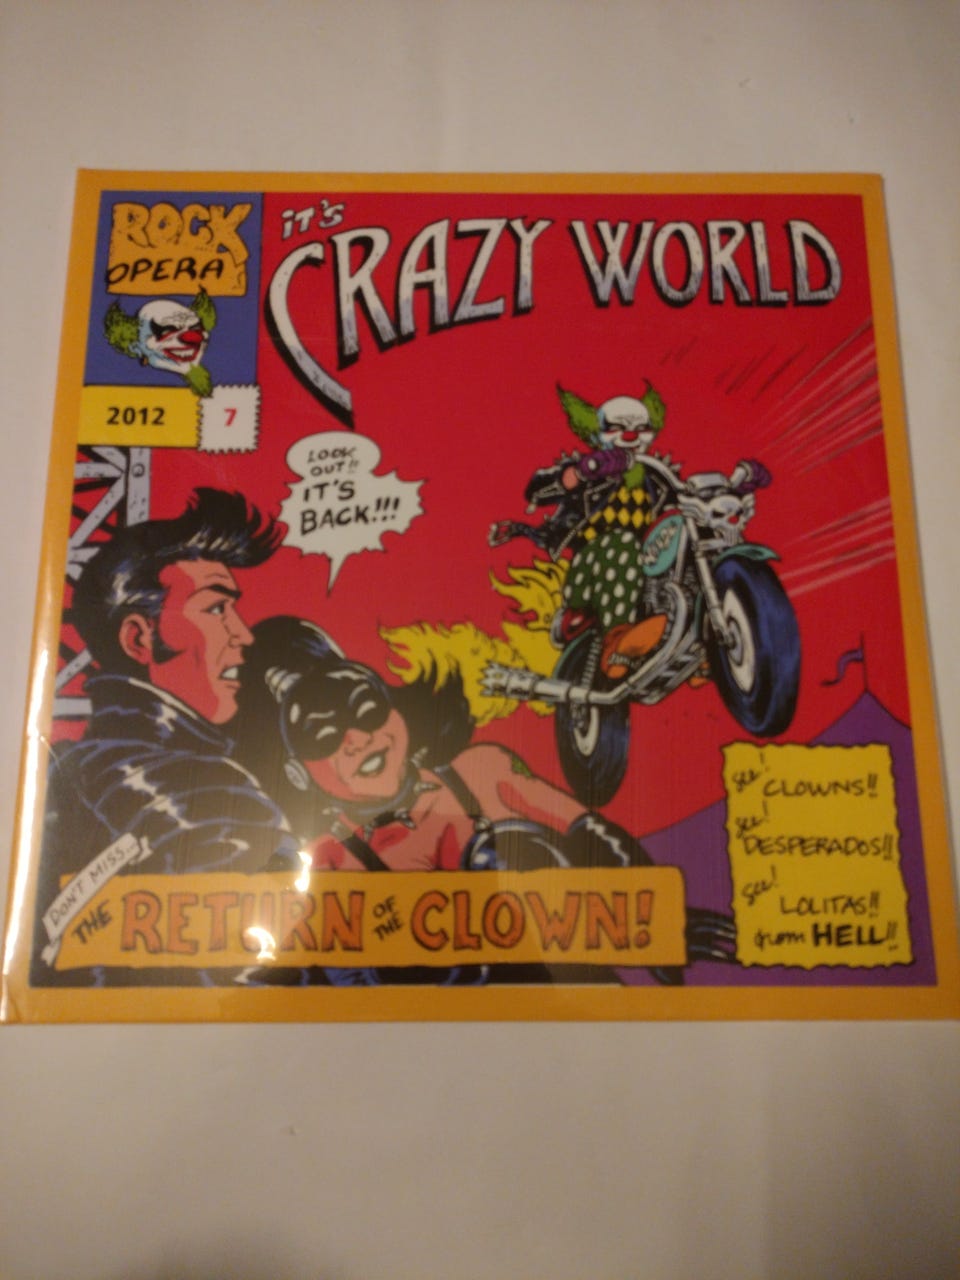 ROCK
OPERA
2012
7
iT'S
CRAZY WORLD
LOOK
OUT!!
IT'S
BACK!!!
DON'T MISS...
THE RETURN OF THE CLOWN!
see!
CLOWNS!!
see!
DESPERADOS!!
see!
LOLITAS!!
from HELL!!